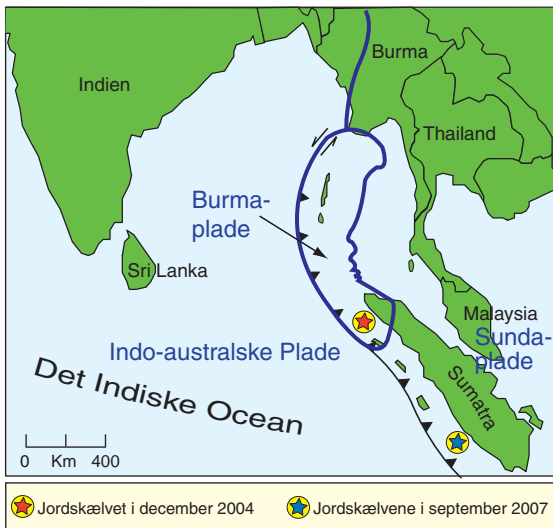 Indien
Burma
Thailand
Burma-
plade
Sri Lanka
Malaysia
Sunda-
plade
Indo-australske Plade
Sumatra
Det Indiske Ocean
0 Km 400
Jordskælvet i december 2004
Jordskælvene i september 2007